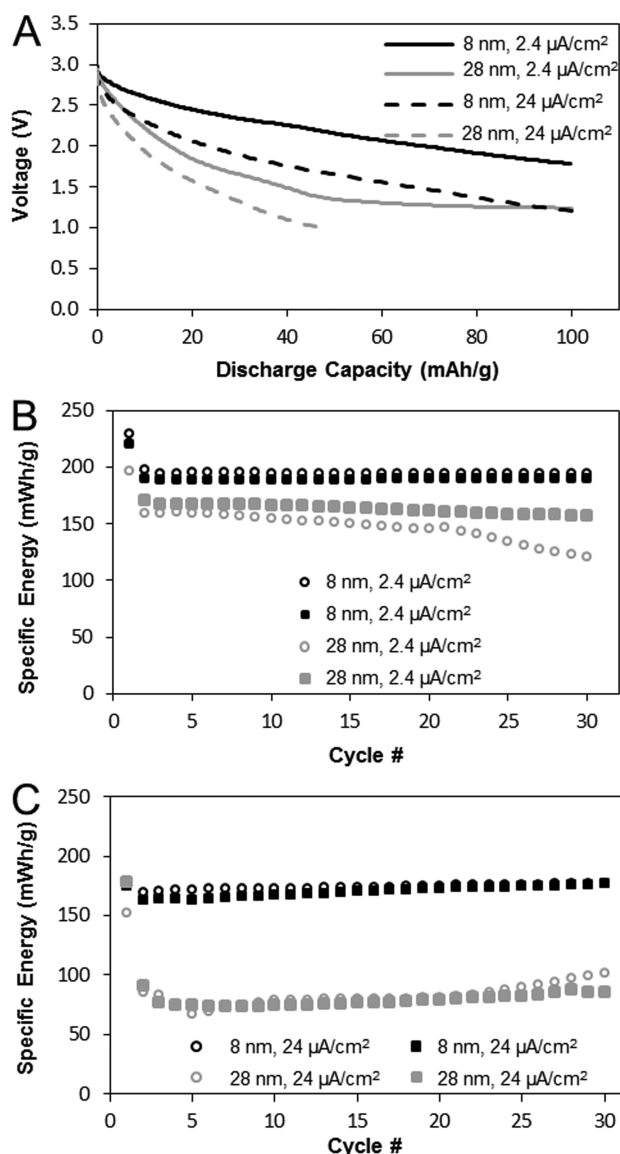 A
8 nm, 2.4 µA/cm²
28 nm, 2.4 µA/cm²
8 nm, 24 µA/cm²
28 nm, 24 µA/cm²
Voltage (V)
3.5
3.0
2.5
2.0
1.5
1.0
0.5
0.0
0 20 40 60 80 100
Discharge Capacity (mAh/g)
B
Specific Energy (mWh/g)
250
200
150
100
50
0
8 nm, 2.4 µA/cm²
8 nm, 2.4 µA/cm²
28 nm, 2.4 µA/cm²
28 nm, 2.4 µA/cm²
0 5 10 15 20 25 30
Cycle #
C
Specific Energy (mWh/g)
250
200
150
100
50
0
8 nm, 24 µA/cm² 8 nm, 24 µA/cm²
28 nm, 24 µA/cm² 28 nm, 24 µA/cm²
0 5 10 15 20 25 30
Cycle #